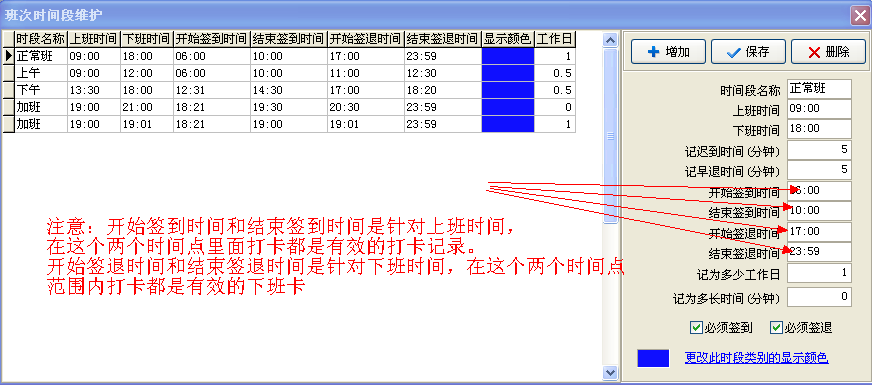 班次时间段维护
时段名称 上班时间 下班时间 开始签到时间 结束签到时间 开始签退时间 结束签退时间 显示颜色 工作日
正常班 09:00 18:00 06:00 10:00 17:00 23:59 1
上午 09:00 12:00 06:00 10:00 11:00 12:30 0.5
下午 13:30 18:00 12:31 14:30 17:00 18:20 0.5
加班 19:00 21:00 18:21 19:30 20:30 23:59 0
加班 19:00 19:01 18:21 19:00 19:01 23:59 1
注意：开始签到时间和结束签到时间是针对上班时间，
在这个两个时间点里面打卡都是有效的打卡记录。
开始签退时间和结束签退时间是针对下班时间，在这个两个时间点
范围内打卡都是有效的下班卡
增加 保存 删除
时间段名称 正常班
上班时间 09:00
下班时间 18:00
记迟到时间(分钟) 5
记早退时间(分钟) 5
开始签到时间 06:00
结束签到时间 10:00
开始签退时间 17:00
结束签退时间 23:59
记为多少工作日 1
记为多长时间(分钟) 0
必须签到 必须签退
更改此时段类别的显示颜色